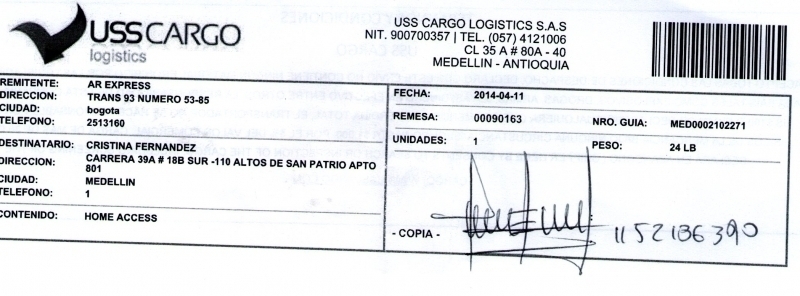 USSCARGO
logistics
USS CARGO LOGISTICS S.A.S
NIT. 900700357 | TEL. (057) 4121006
CL 35 A # 80A - 40
MEDELLIN - ANTIOQUIA
REMITENTE: AR EXPRESS
DIRECCION: TRANS 93 NUMERO 53-85
CIUDAD: bogota
TELEFONO 2513160
DESTINATARIO: CRISTINA FERNANDEZ
DIRECCION: CARRERA 39A # 18B SUR -110 ALTOS DE SAN PATRIO APTO
801
CIUDAD: MEDELLIN
TELEFONO: 1
CONTENIDO: HOME ACCESS
FECHA: 2014-04-11
REMESA: 00090163 NRO. GUIA: MED0002102271
UNIDADES: 1 PESO: 24 LB
- COPIA - 1152186390